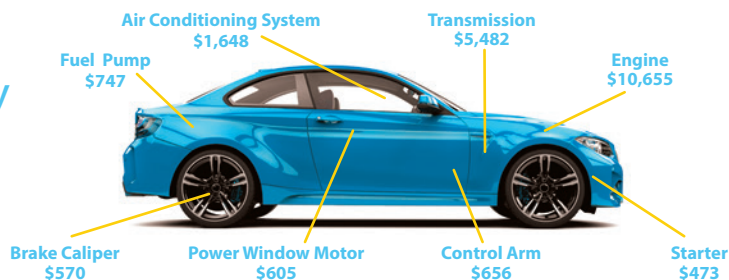 Air Conditioning System
$1,648
Transmission
$5,482
Fuel Pump
$747
Engine
$10,655
Brake Caliper
$570
Power Window Motor
$605
Control Arm
$656
Starter
$473